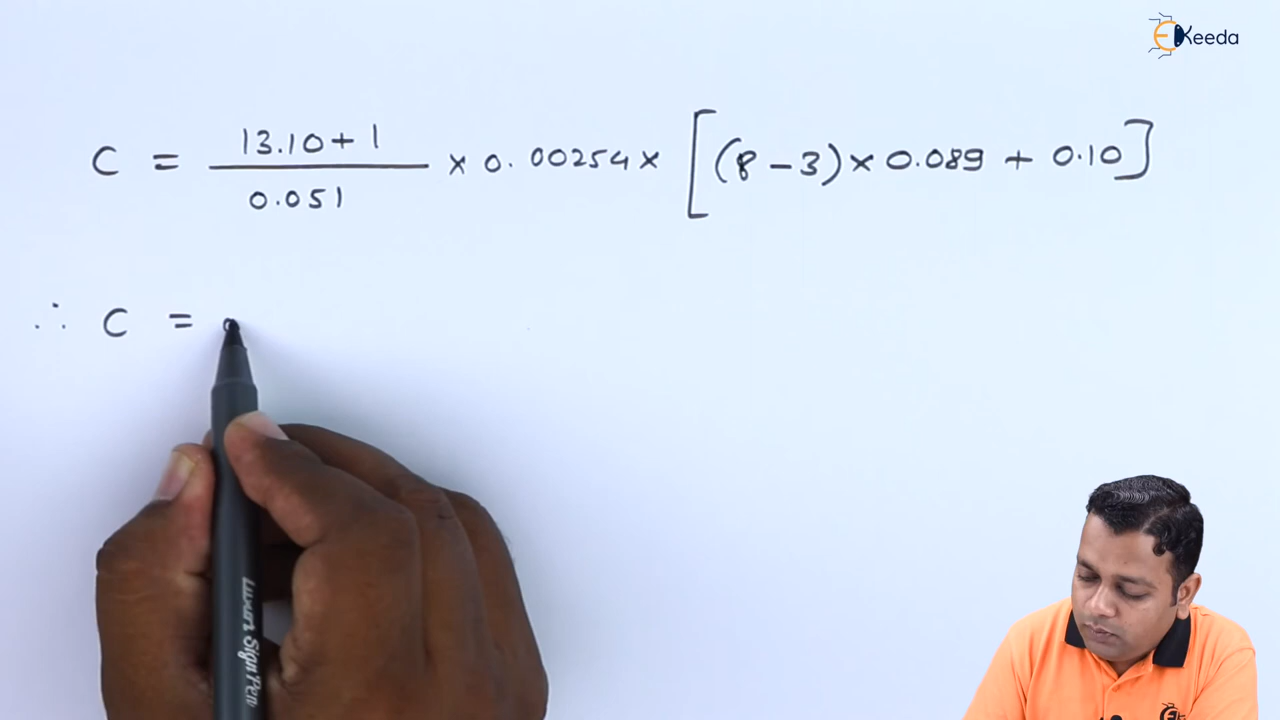 EKeeda
C = 13.10 + 1 / 0.051 × 0.00254 × [(8 - 3) × 0.089 + 0.10]
∴ C =
Luxor Sign Pen